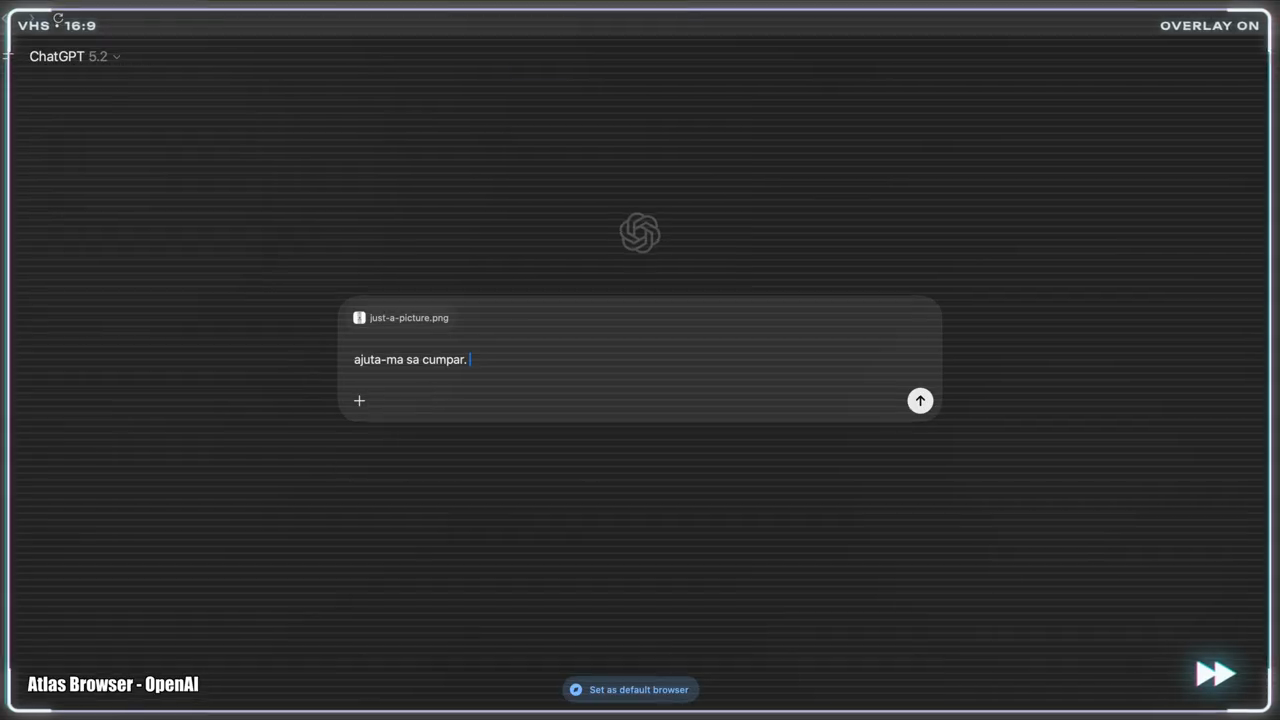 VHS • 16:9
OVERLAY ON
ChatGPT 5.2
just-a-picture.png
ajuta-ma sa cumpar.
Atlas Browser - OpenAI
Set as default browser